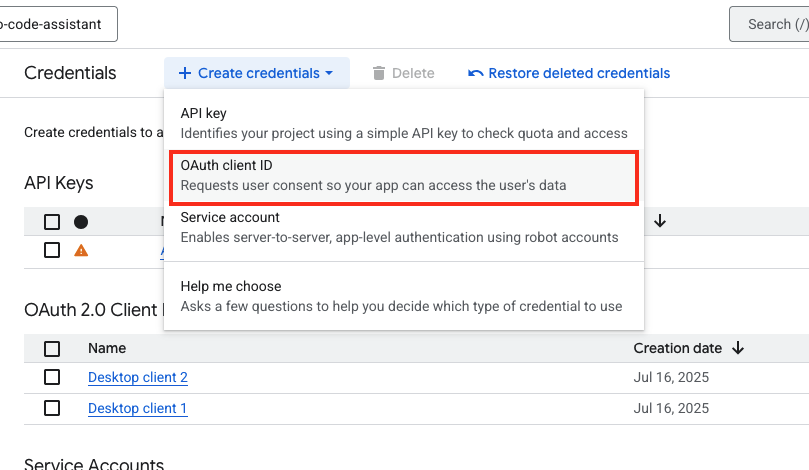 o-code-assistant
Search (/)
Credentials
Create credentials
Delete
Restore deleted credentials
API key
Identifies your project using a simple API key to check quota and access
OAuth client ID
Requests user consent so your app can access the user's data
Service account
Enables server-to-server, app-level authentication using robot accounts
Help me choose
Asks a few questions to help you decide which type of credential to use
Create credentials to a
API Keys
OAuth 2.0 Client
Name
Creation date
Desktop client 2
Jul 16, 2025
Desktop client 1
Jul 16, 2025
Service Accounts